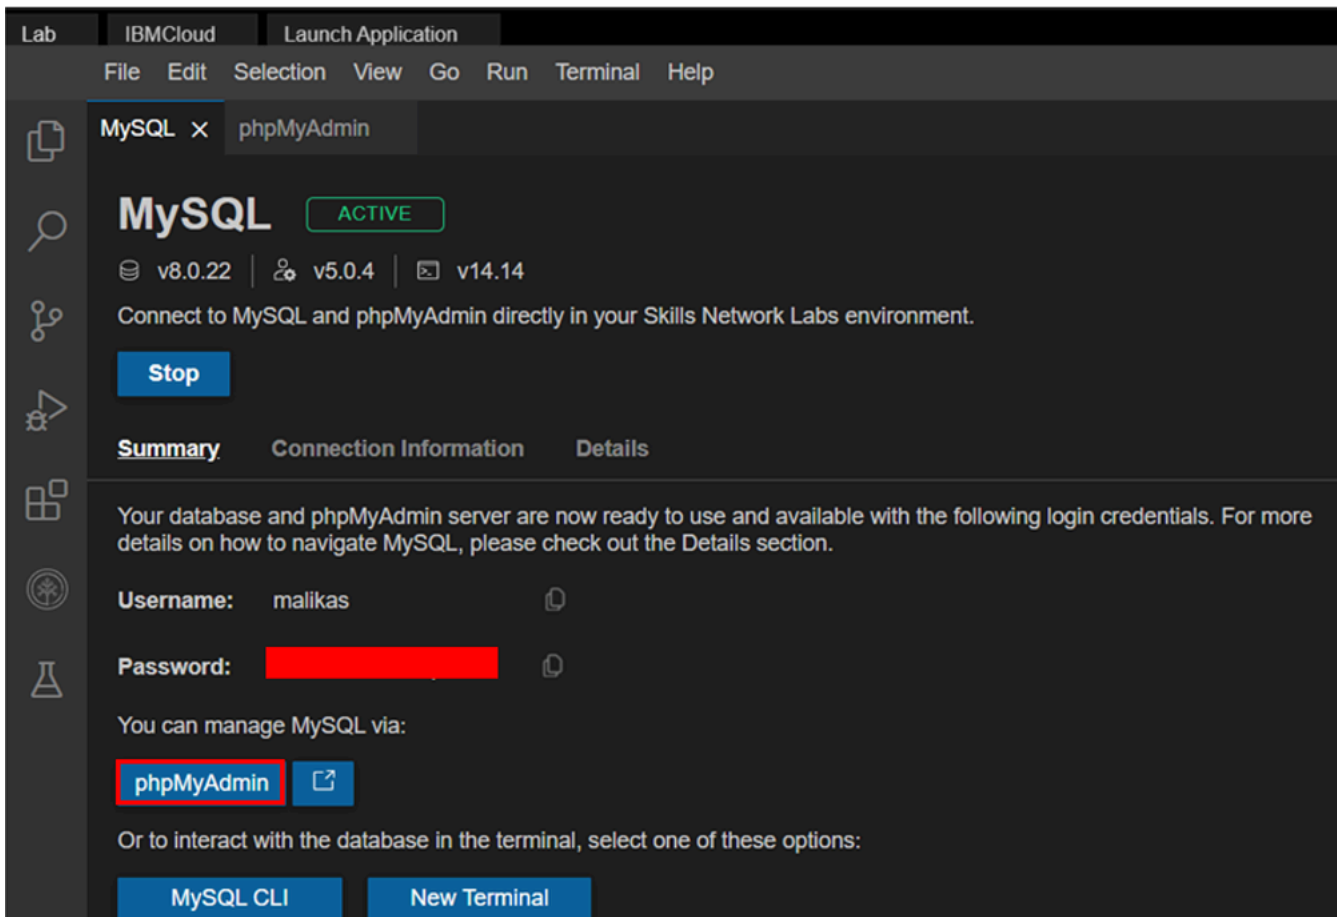 Lab IBMCloud Launch Application
File Edit Selection View Go Run Terminal Help
MySQL phpMyAdmin
MySQL ACTIVE
v8.0.22 v5.0.4 v14.14
Connect to MySQL and phpMyAdmin directly in your Skills Network Labs environment.
Stop
Summary Connection Information Details
Your database and phpMyAdmin server are now ready to use and available with the following login credentials. For more
details on how to navigate MySQL, please check out the Details section.
Username: malikas
Password:
You can manage MySQL via:
phpMyAdmin
Or to interact with the database in the terminal, select one of these options:
MySQL CLI New Terminal